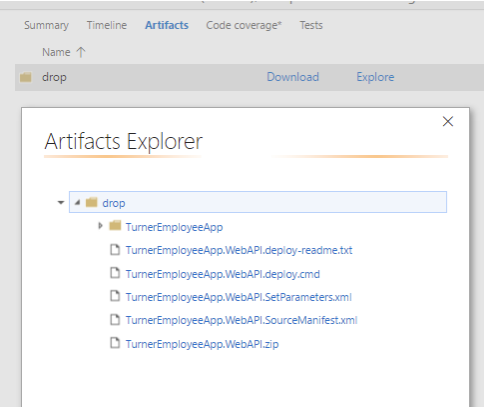 Summary Timeline Artifacts Code coverage* Tests
Name ↑
drop Download Explore
Artifacts Explorer
drop
TurnerEmployeeApp
TurnerEmployeeApp.WebAPI.deploy-readme.txt
TurnerEmployeeApp.WebAPI.deploy.cmd
TurnerEmployeeApp.WebAPI.SetParameters.xml
TurnerEmployeeApp.WebAPI.SourceManifest.xml
TurnerEmployeeApp.WebAPI.zip